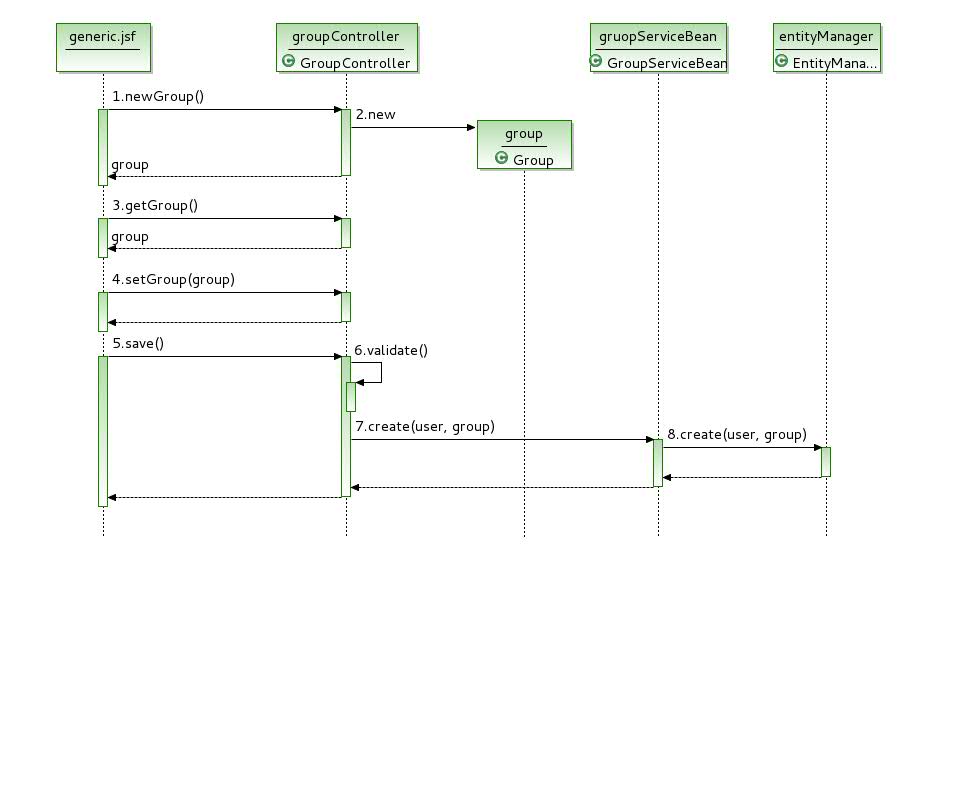 generic.jsf
groupController
C GroupController
gruopServiceBean
C GroupServiceBean
entityManager
C EntityMana...
1.newGroup()
2.new
group
C Group
group
3.getGroup()
group
4.setGroup(group)
5.save()
6.validate()
7.create(user, group)
8.create(user, group)